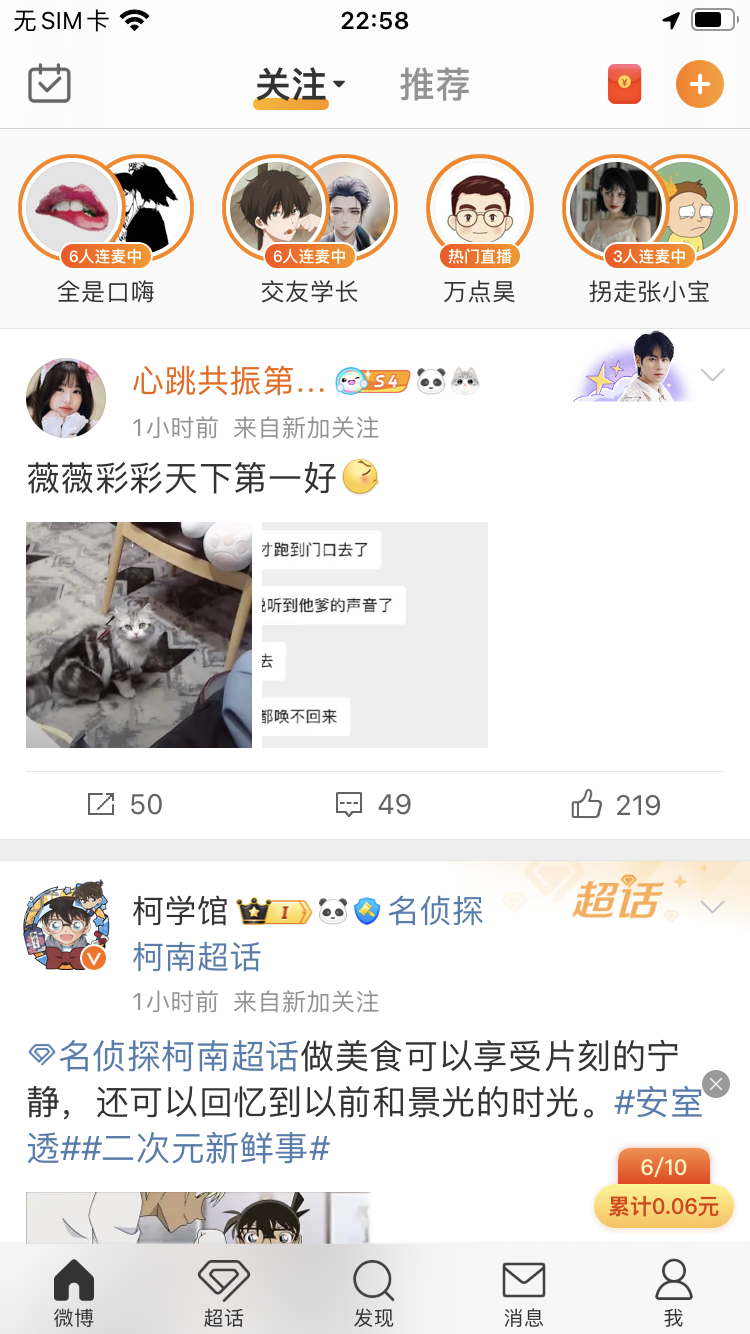 无SIM卡 22:58
关注 推荐
6人连麦中 6人连麦中 热门直播 3人连麦中
全是口嗨 交友学长 万点昊 拐走张小宝
心跳共振第... S4
1小时前 来自新加关注
薇薇彩彩天下第一好
才跑到门口去了
听到他爹的声音了
去
都唤不回来
50 49 219
柯学馆 I 名侦探
柯南超话
超话
1小时前 来自新加关注
名侦探柯南超话做美食可以享受片刻的宁
静，还可以回忆到以前和景光的时光。#安室
透##二次元新鲜事#
6/10
累计0.06元
微博 超话 发现 消息 我